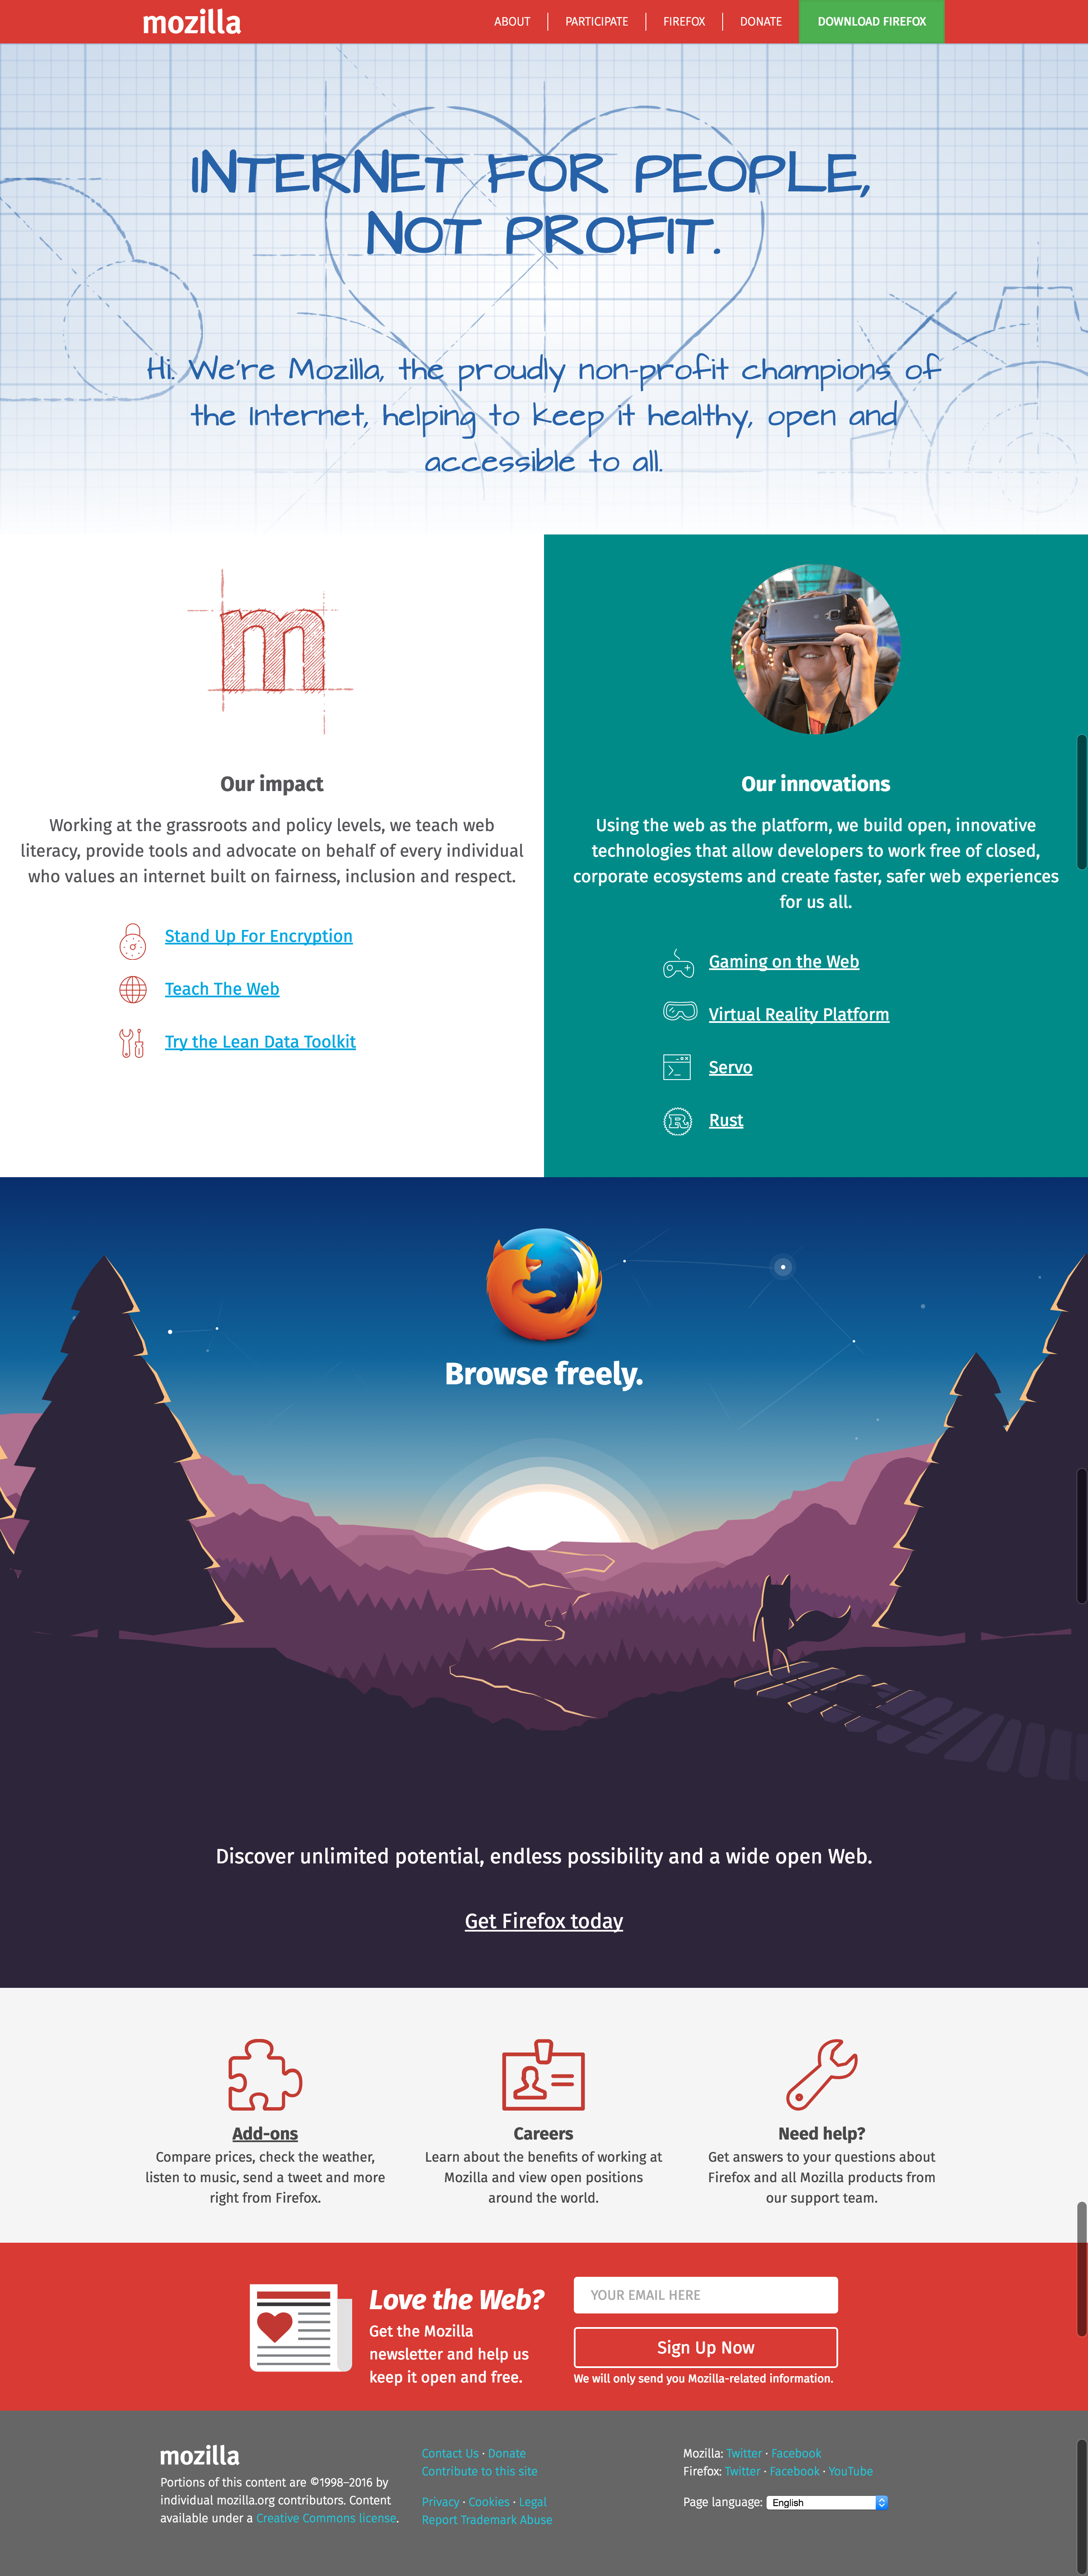 mozilla
ABOUT
PARTICIPATE
FIREFOX
DONATE
DOWNLOAD FIREFOX
INTERNET FOR PEOPLE,
NOT PROFIT.
Hi. We're Mozilla, the proudly non-profit champions of
the Internet, helping to keep it healthy, open and
accessible to all.
m
Our impact
Working at the grassroots and policy levels, we teach web
literacy, provide tools and advocate on behalf of every individual
who values an internet built on fairness, inclusion and respect.
Stand Up For Encryption
Teach The Web
Try the Lean Data Toolkit
Our innovations
Using the web as the platform, we build open, innovative
technologies that allow developers to work free of closed,
corporate ecosystems and create faster, safer web experiences
for us all.
Gaming on the Web
Virtual Reality Platform
Servo
R
Rust
Browse freely.
Discover unlimited potential, endless possibility and a wide open Web.
Get Firefox today
Add-ons
Compare prices, check the weather,
listen to music, send a tweet and more
right from Firefox.
Careers
Learn about the benefits of working at
Mozilla and view open positions
around the world.
Need help?
Get answers to your questions about
Firefox and all Mozilla products from
our support team.
Love the Web?
Get the Mozilla
newsletter and help us
keep it open and free.
YOUR EMAIL HERE
Sign Up Now
We will only send you Mozilla-related information.
mozilla
Portions of this content are ©1998–2016 by
individual mozilla.org contributors. Content
available under a Creative Commons license.
Contact Us · Donate
Contribute to this site
Privacy · Cookies · Legal
Report Trademark Abuse
Mozilla: Twitter · Facebook
Firefox: Twitter · Facebook · YouTube
Page language: English